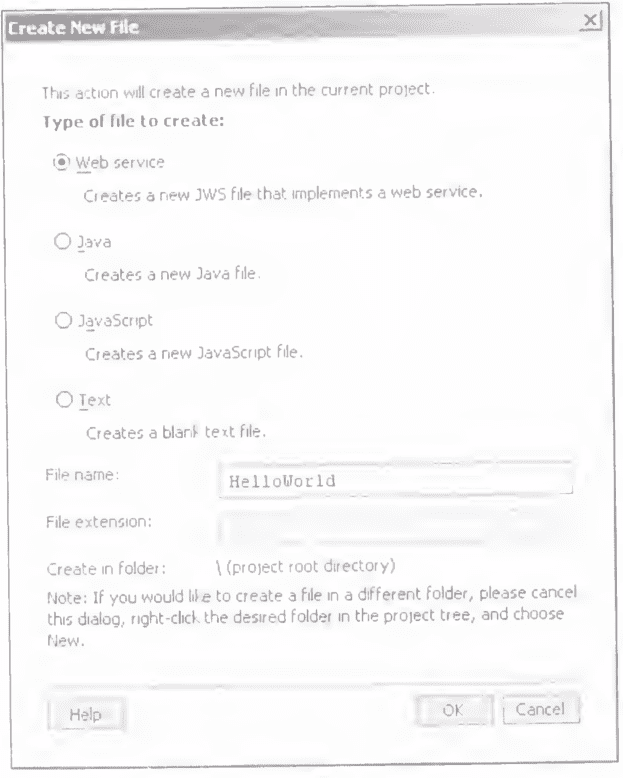 Create New File
This action will create a new file in the current project.
Type of file to create:
Web service
Creates a new JWS file that implements a web service.
Java
Creates a new Java file.
JavaScript
Creates a new JavaScript file.
Text
Creates a blank text file.
File name: HelloWorld
File extension:
Create in folder: \ (project root directory)
Note: If you would like to create a file in a different folder, please cancel
this dialog, right-click the desired folder in the project tree, and choose
New.
Help OK Cancel